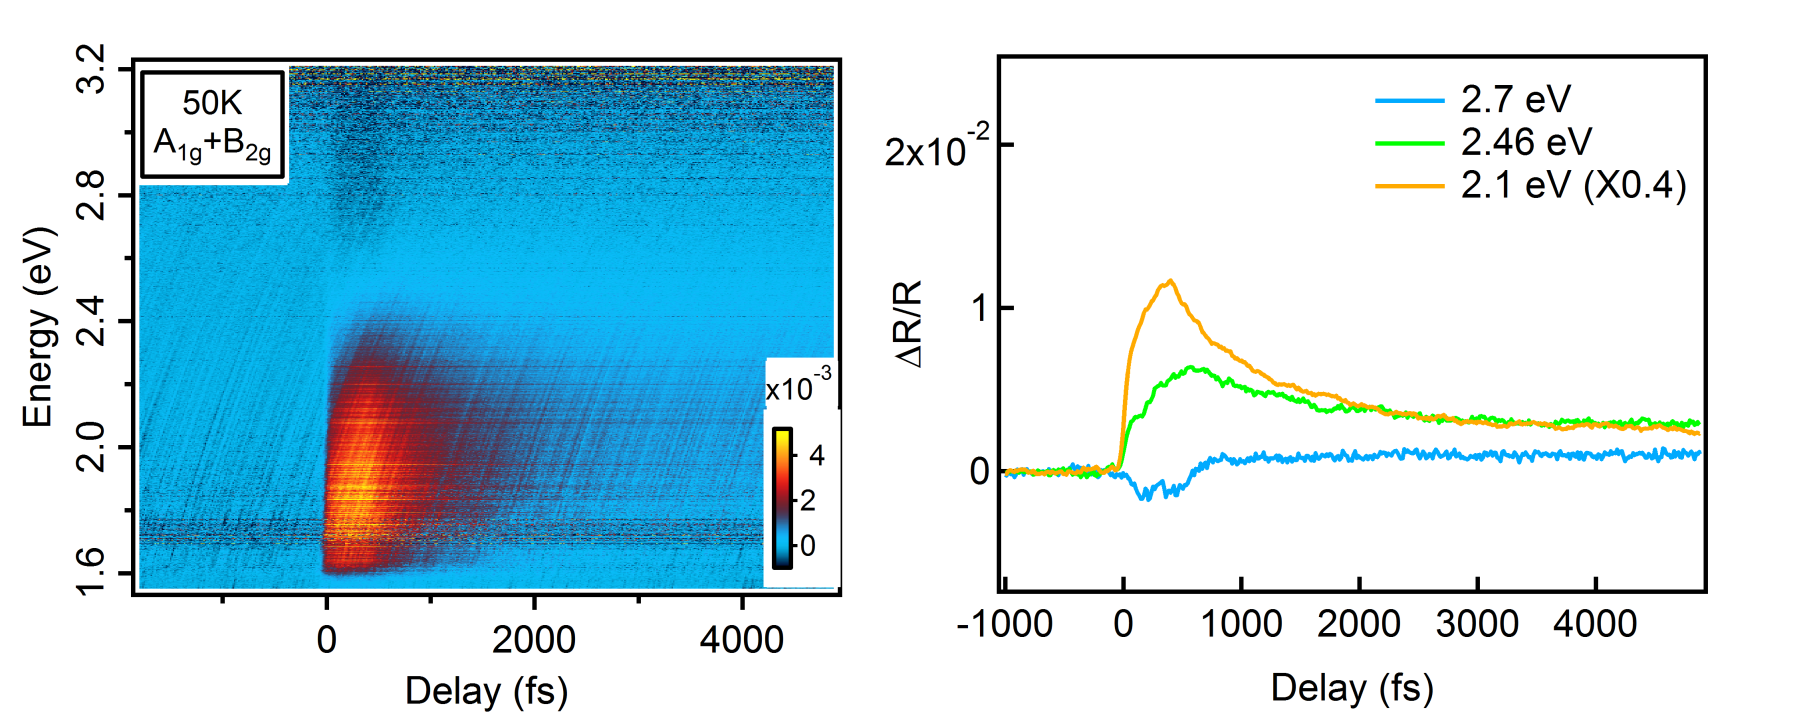 50K
A1g+B2g
3.2
2.8
2.4
2.0
1.6
Energy (eV)
x10-3
4
2
0
0
2000
4000
Delay (fs)
2.7 eV
2.46 eV
2.1 eV (X0.4)
2x10-2
1
0
ΔR/R
-1000
0
1000
2000
3000
4000
Delay (fs)